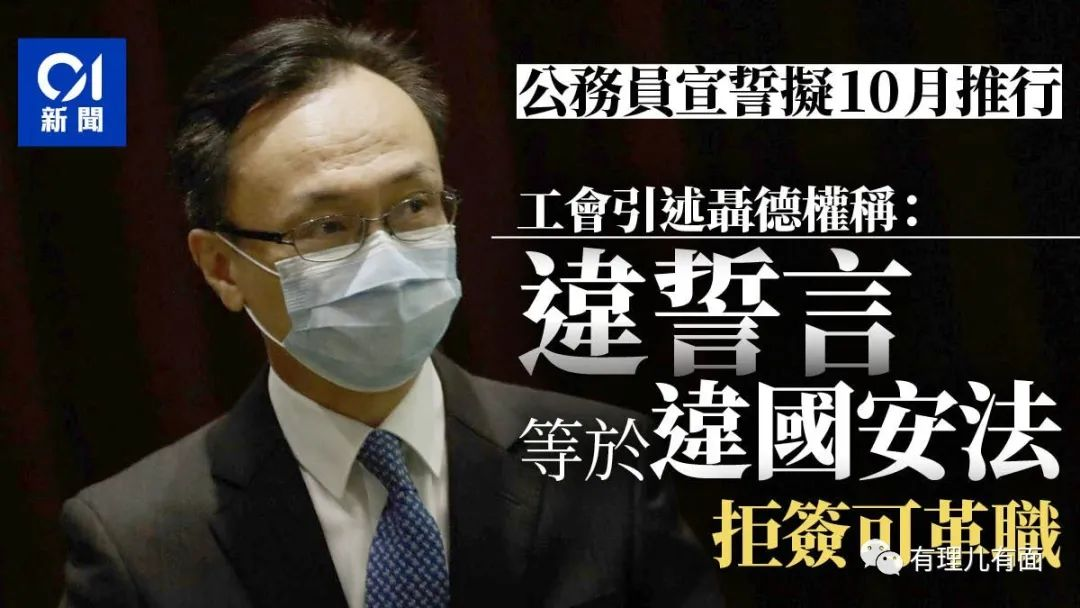 01
新聞
公務員宣誓擬10月推行
工會引述聶德權稱：
違誓言
等於違國安法
拒簽可革職
有理儿有面